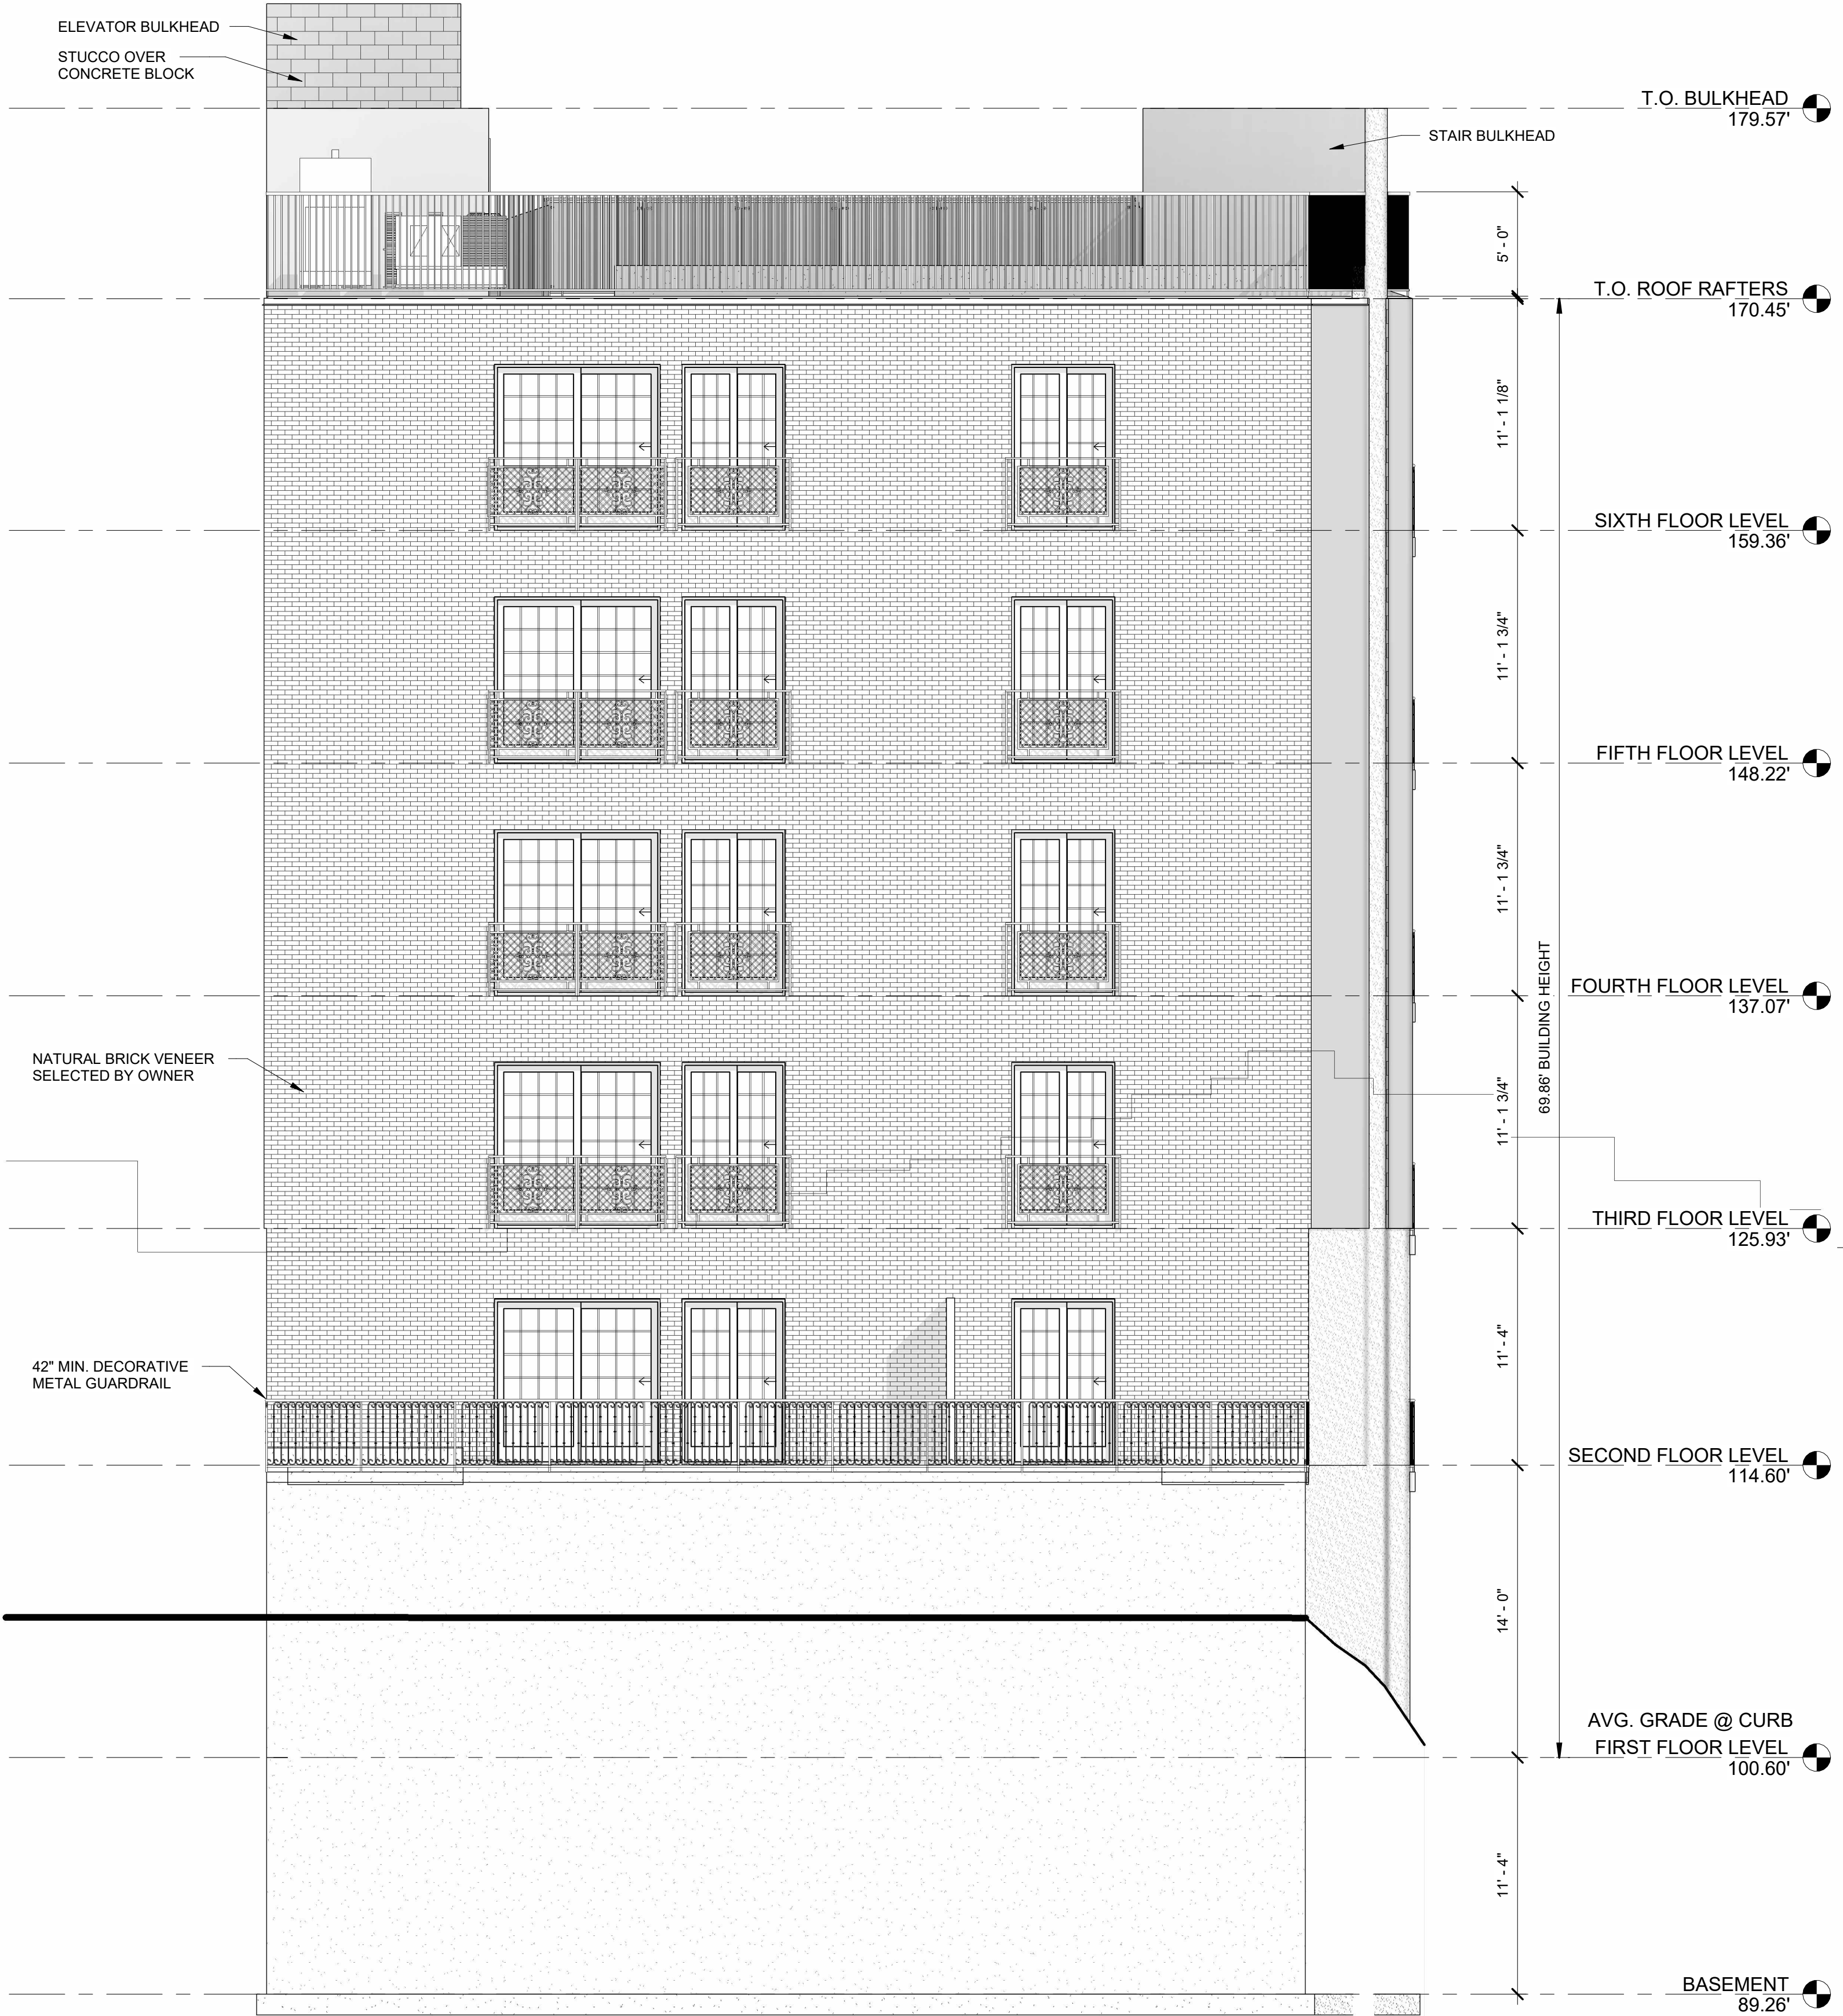 ELEVATOR BULKHEAD
STUCCO OVER
CONCRETE BLOCK
T.O. BULKHEAD
179.57'
STAIR BULKHEAD
5' - 0"
T.O. ROOF RAFTERS
170.45'
11' - 1 1/8"
SIXTH FLOOR LEVEL
159.36'
11' - 1 3/4"
FIFTH FLOOR LEVEL
148.22'
11' - 1 3/4"
69.86' BUILDING HEIGHT
FOURTH FLOOR LEVEL
137.07'
NATURAL BRICK VENEER
SELECTED BY OWNER
11' - 1 3/4"
THIRD FLOOR LEVEL
125.93'
42" MIN. DECORATIVE
METAL GUARDRAIL
11' - 4"
SECOND FLOOR LEVEL
114.60'
14' - 0"
AVG. GRADE @ CURB
FIRST FLOOR LEVEL
100.60'
11' - 4"
BASEMENT
89.26'